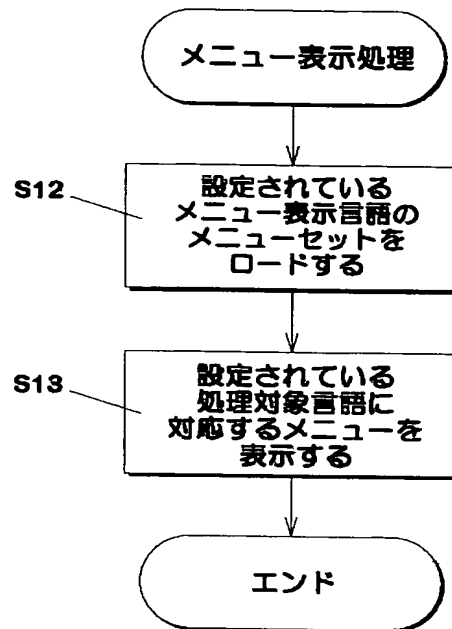 メニュー表示処理
S12
設定されている
メニュー表示言語の
メニューセットを
ロードする
S13
設定されている
処理対象言語に
対応するメニューを
表示する
エンド